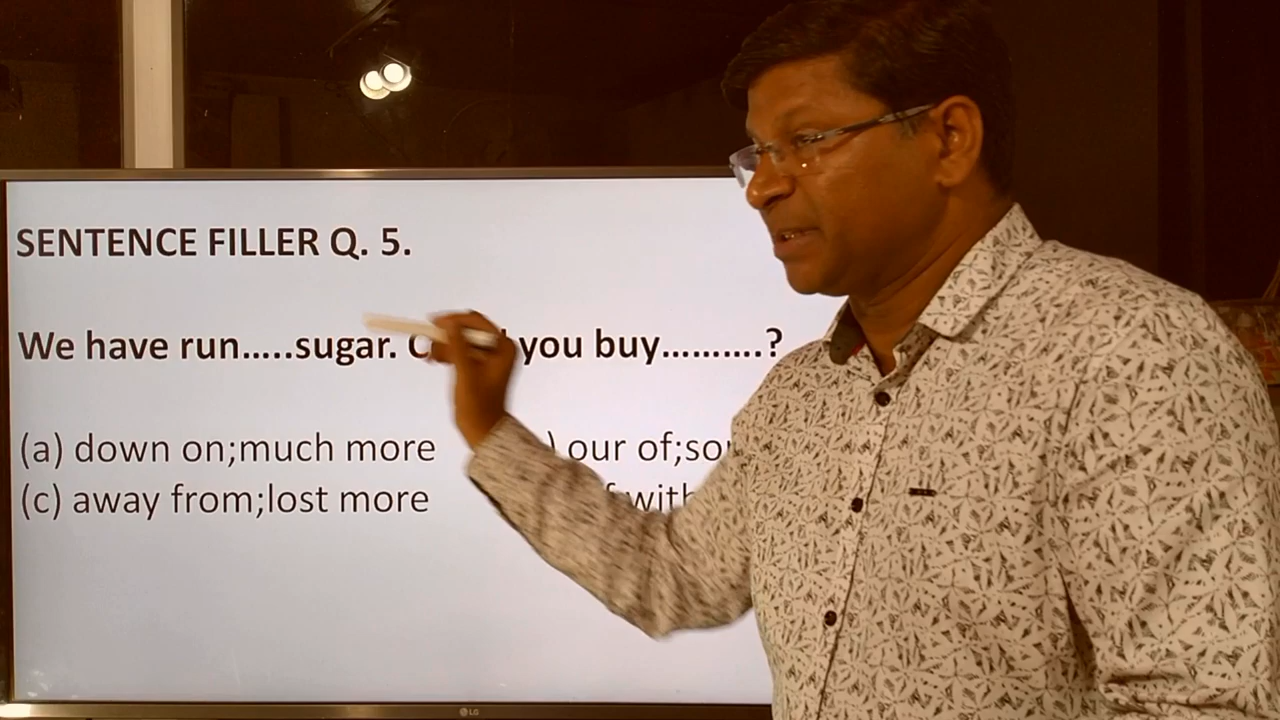 SENTENCE FILLER Q. 5.
We have run.....sugar. you buy..........?
(a) down on;much more our of;
(c) away from;lost more
LG